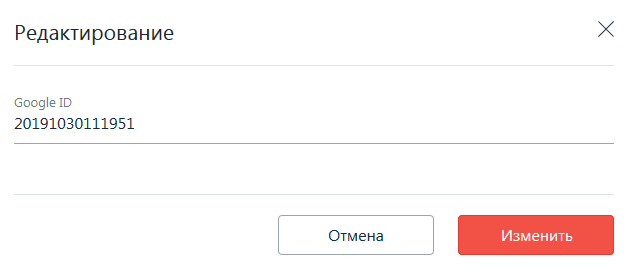 Редактирование
Google ID
20191030111951
Отмена
Изменить